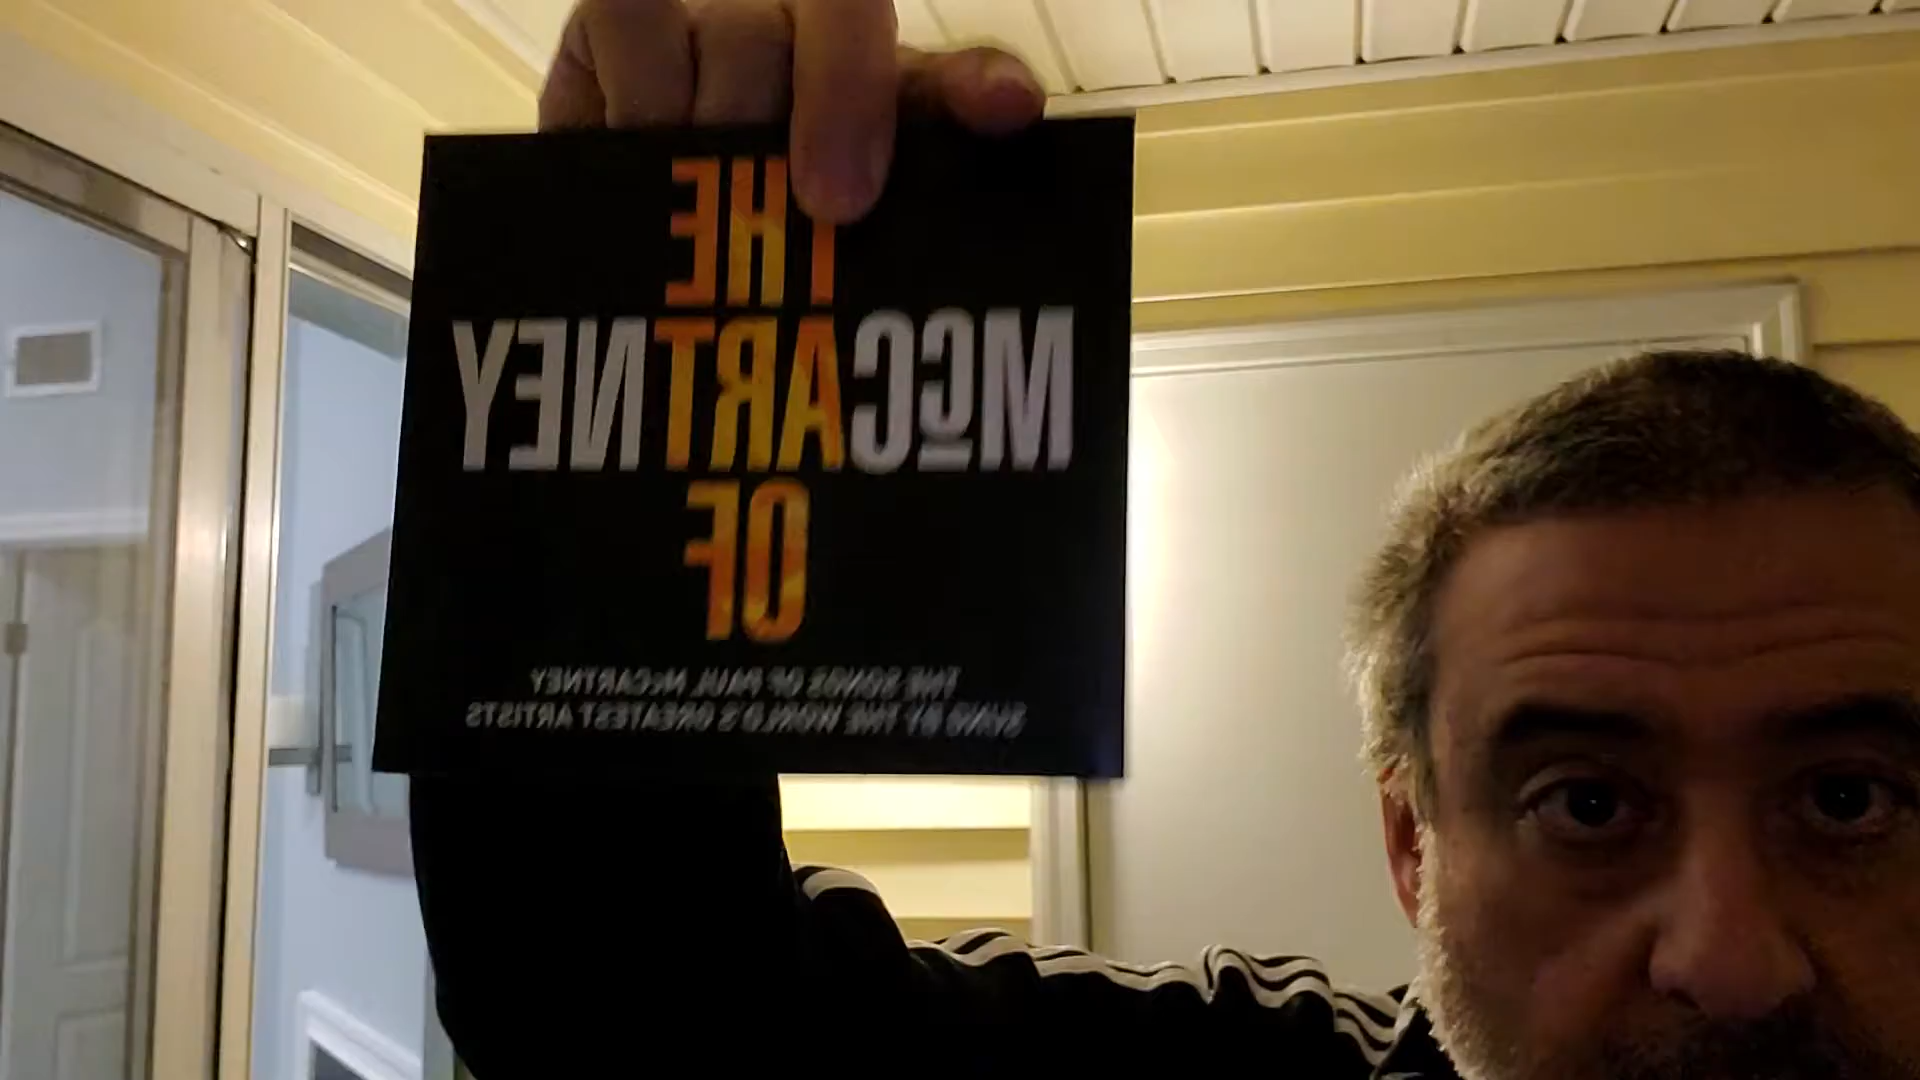 THE
McCARTNEY
OF
THE SONGS OF PAUL McCARTNEY
SUNG BY THE WORLD'S GREATEST ARTISTS